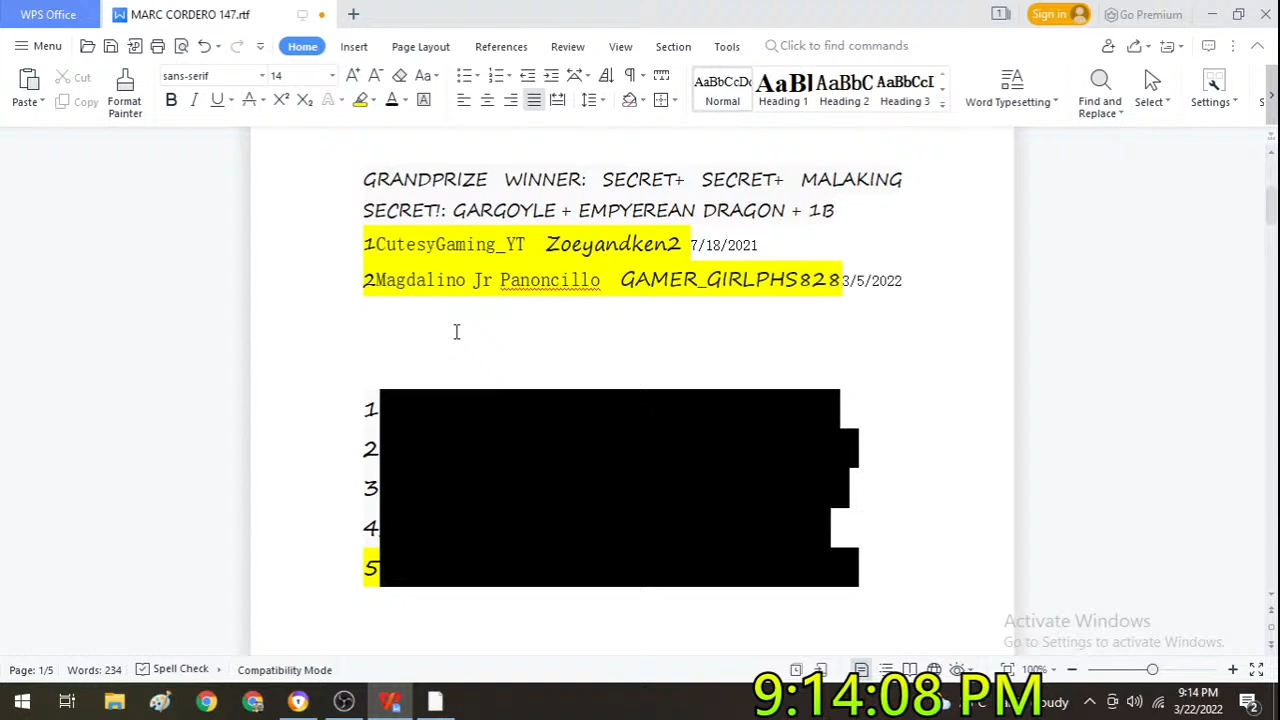 WPS Office
MARC CORDERO 147.rtf
Sign in
Go Premium
Menu
Home
Insert
Page Layout
References
Review
View
Section
Tools
Click to find commands
Paste
Cut
Copy
Format
Painter
sans-serif
14
AaBbCcDc
Normal
AaBl
Heading 1
AaBbC
Heading 2
AaBbCcI
Heading 3
Word Typesetting
Find and
Replace
Select
Settings
GRANDPRIZE WINNER: SECRET+ SECRET+ MALAKING
SECRET!: GARGOYLE + EMPYEREAN DRAGON + 1B
1CutesyGaming_YT Zoeyandken2 7/18/2021
2Magdalino Jr Panoncillo GAMER_GIRLPHS828 3/5/2022
1
2
3
4
5
Activate Windows
Go to Settings to activate Windows.
Page: 1/5
Words: 234
Spell Check
Compatibility Mode
100%
9:14:08 PM
9:14 PM
3/22/2022